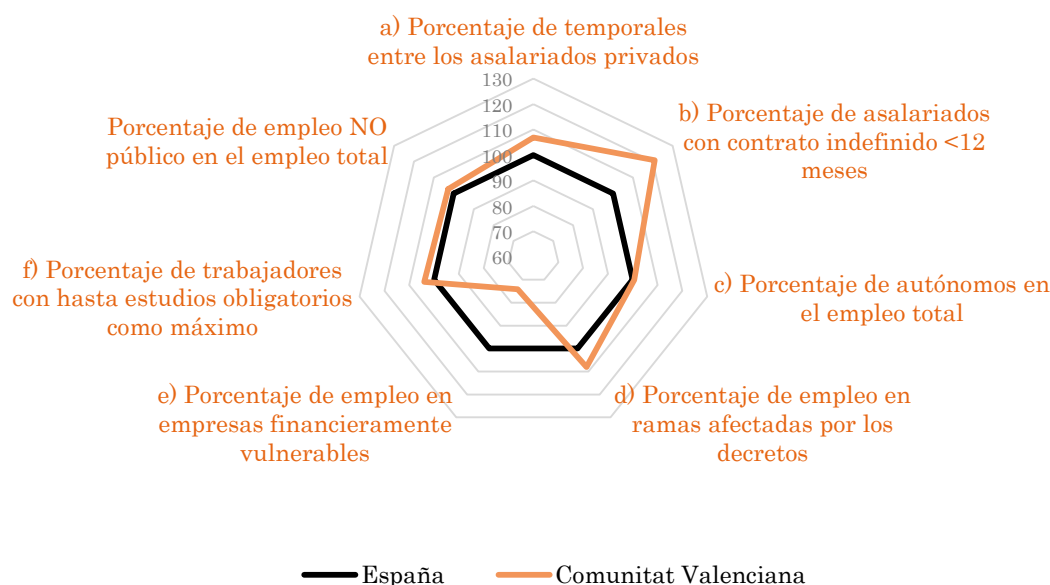 a) Porcentaje de temporales
entre los asalariados privados
130
120
110
100
90
80
70
60
b) Porcentaje de asalariados
con contrato indefinido <12
meses
c) Porcentaje de autónomos en
el empleo total
d) Porcentaje de empleo en
ramas afectadas por los
decretos
e) Porcentaje de empleo en
empresas financieramente
vulnerables
f) Porcentaje de trabajadores
con hasta estudios obligatorios
como máximo
Porcentaje de empleo NO
público en el empleo total
España
Comunitat Valenciana